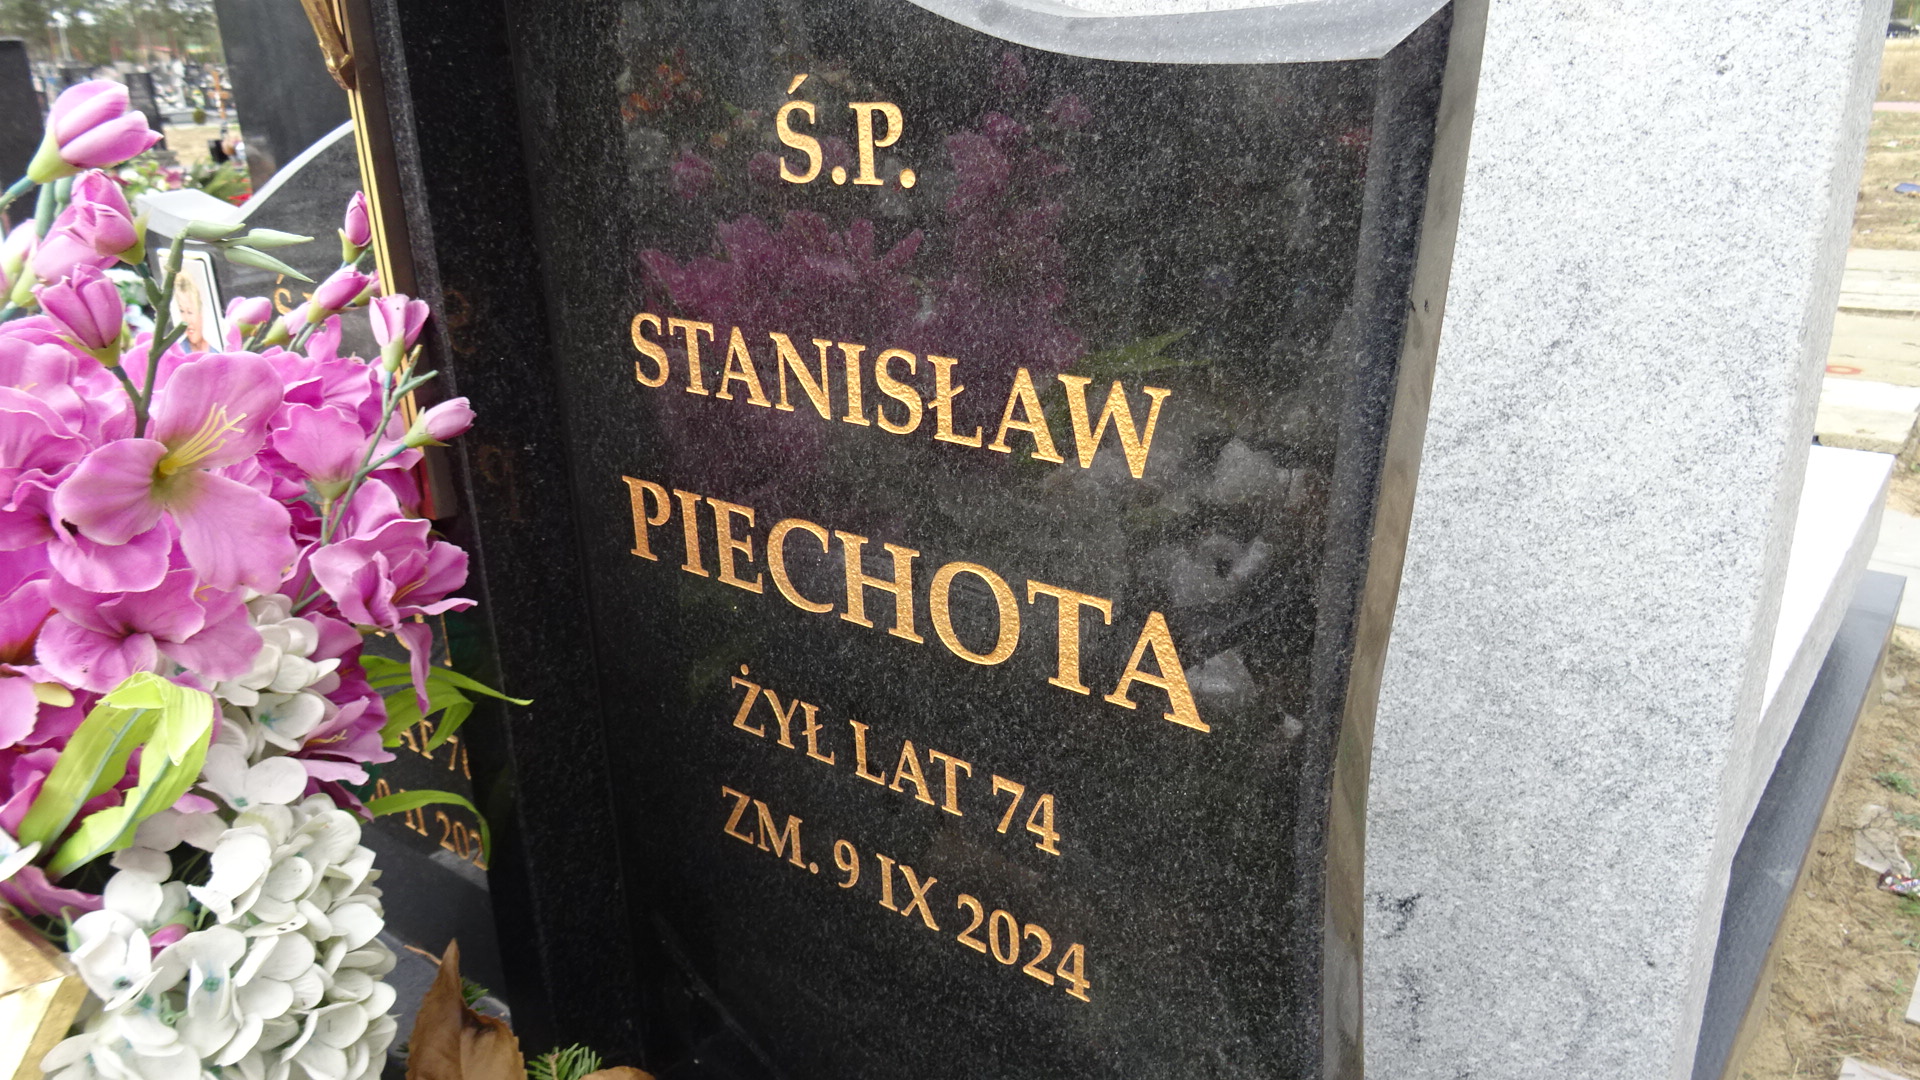 Ś.P.
STANISŁAW
PIECHOTA
ŻYŁ LAT 74
ZM. 9 IX 2024